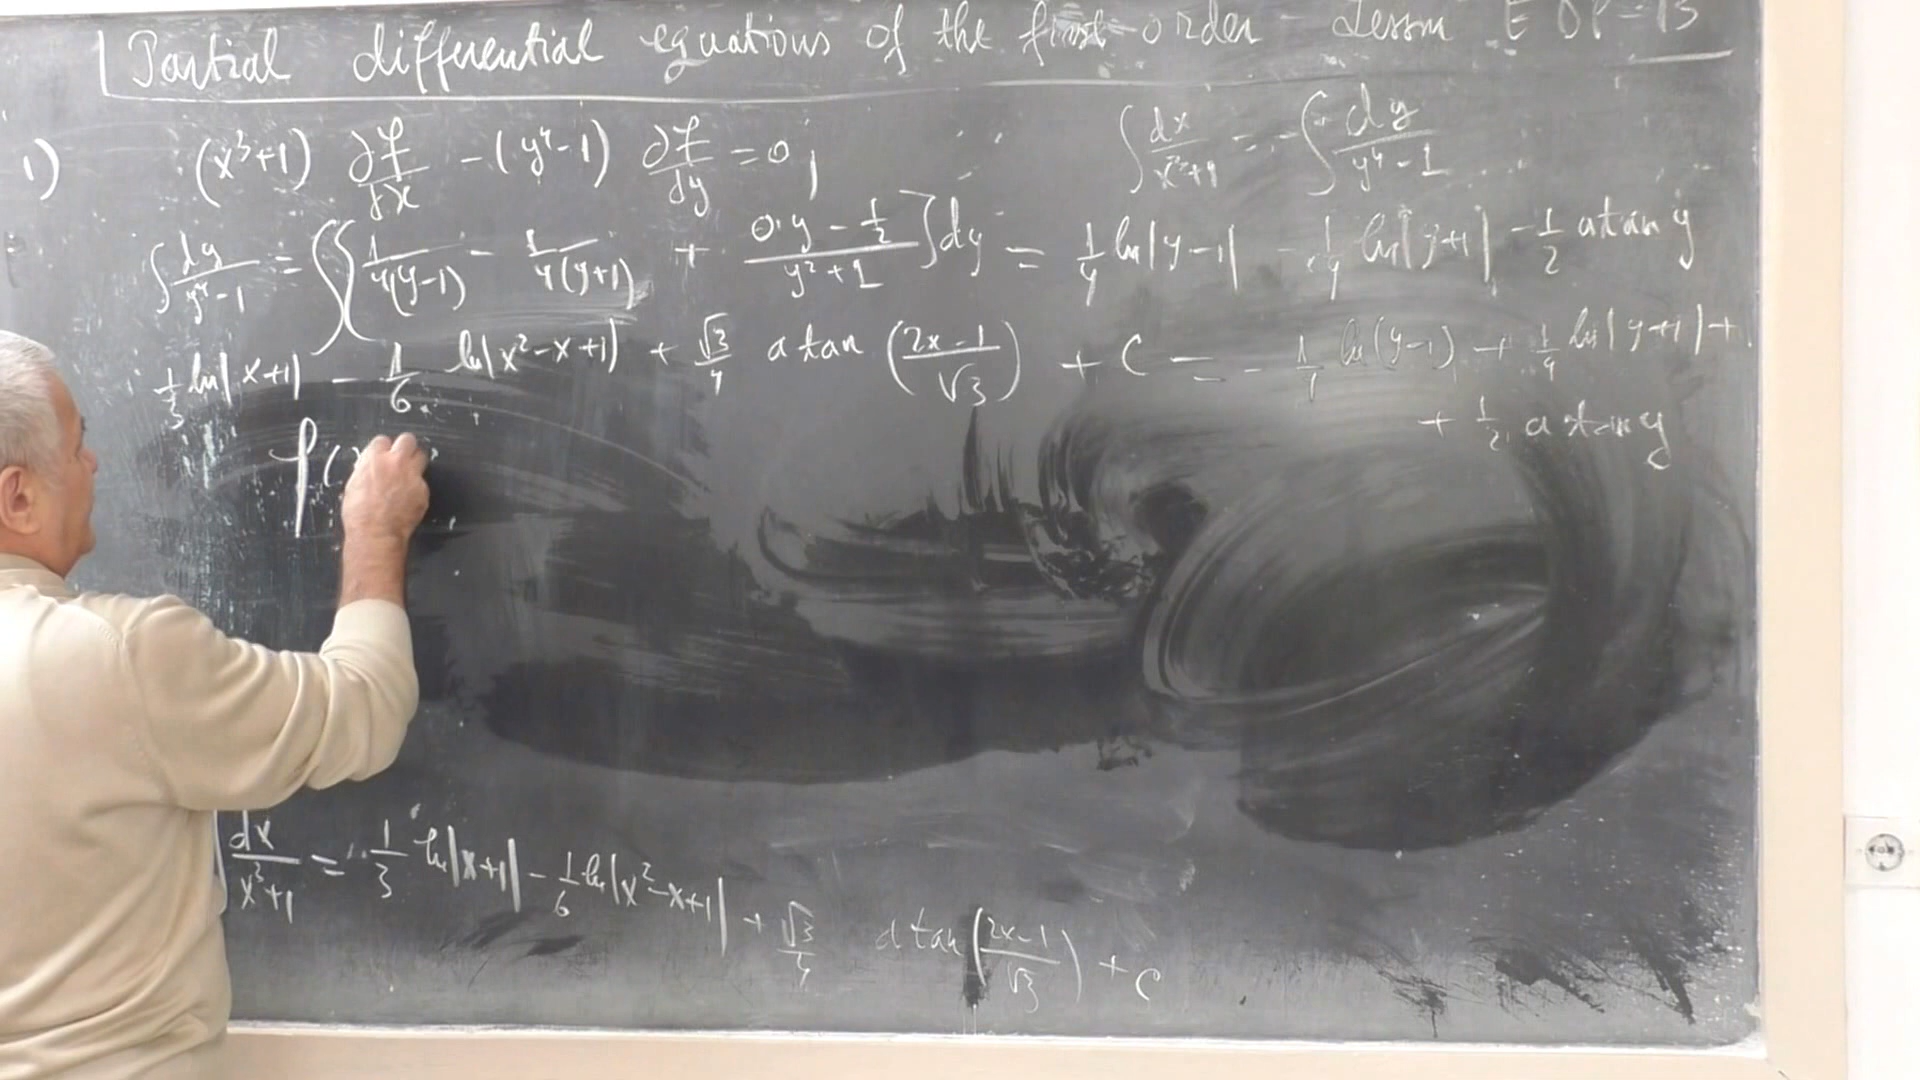 Partial differential equations of the first order - Lesson EDP-13
1) (x³+1) ∂f/∂x - (y⁴-1) ∂f/∂y = 0; ∫ dx/x³+1 = -∫ dy/y⁴-1
∫ dy/y⁴-1 = ∫[1/4(y-1) - 1/4(y+1) + 0·y - 1/2/y²+1] dy = 1/4 ln|y-1| - 1/4 ln|y+1| - 1/2 atan y
1/3 ln|x+1| - 1/6 ln|x²-x+1| + √3/4 atan (2x-1/√3) + C = - 1/4 ln(y-1) + 1/4 ln|y+1| +
+ 1/2 atan y
f(
dx/x³+1 = 1/3 ln|x+1| - 1/6 ln|x²-x+1| + √3/4 atan (2x-1/√3) + C